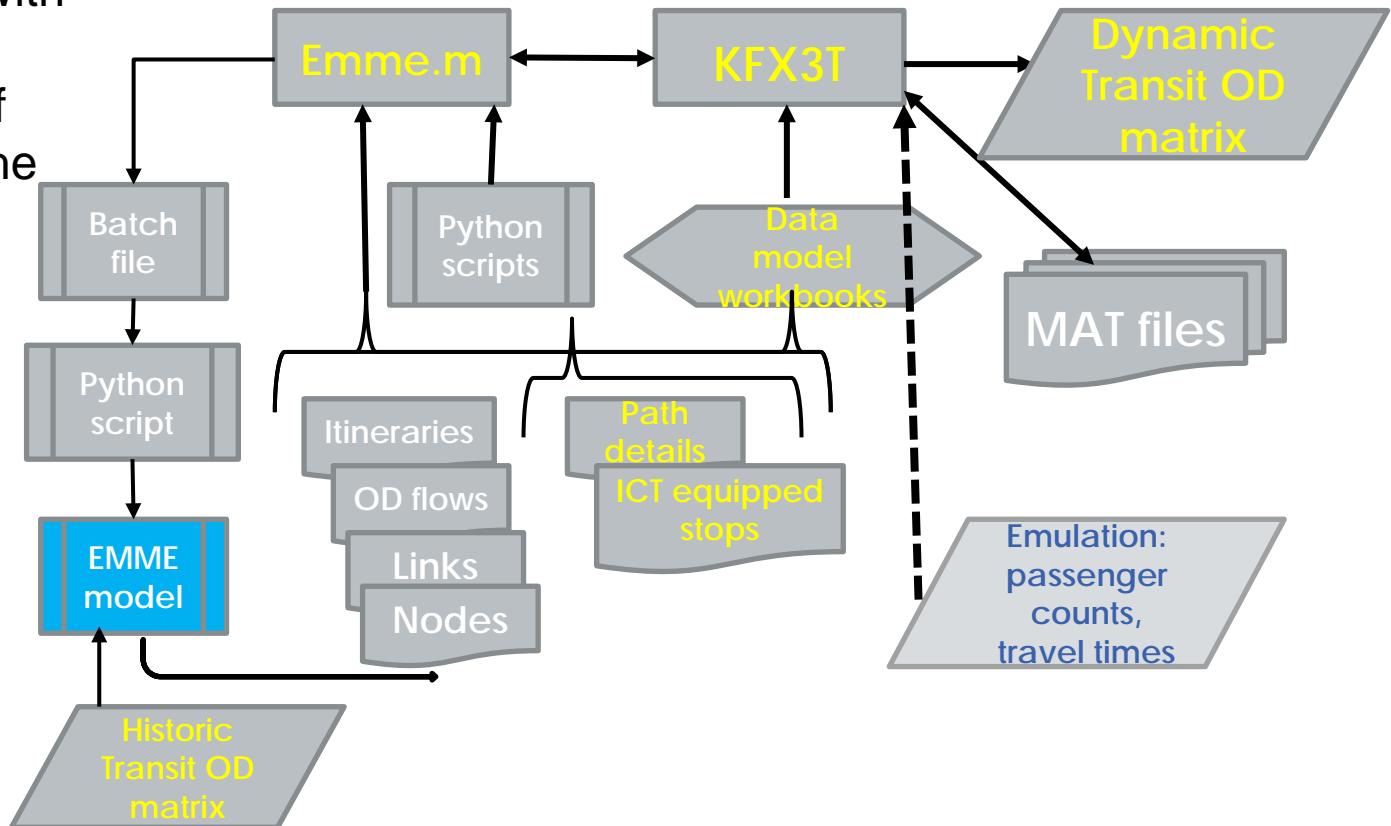 with
f
ne
Emme.m
KFX3T
Dynamic
Transit OD
matrix
Batch
file
Python
scripts
Data
model
workbooks
MAT files
Python
script
Itineraries
OD flows
Links
Nodes
Path
details
ICT equipped
stops
EMME
model
Emulation:
passenger
counts,
travel times
Historic
Transit OD
matrix